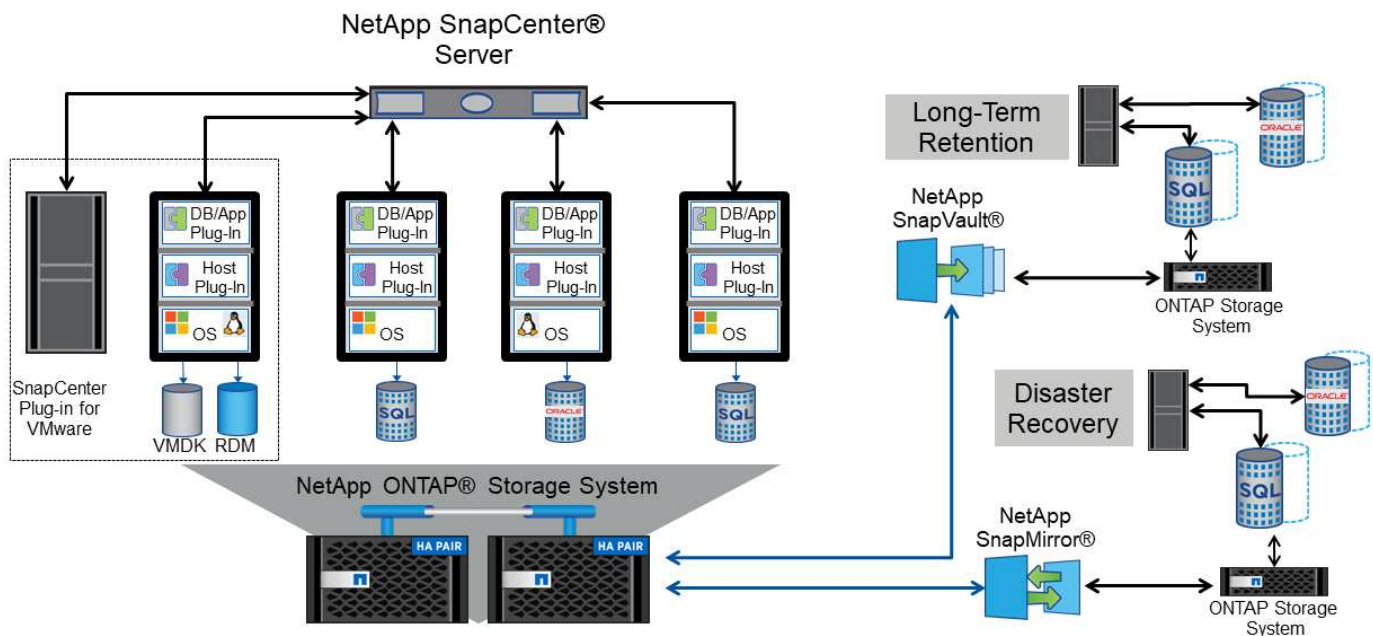 NetApp SnapCenter®
Server
DB/App
Plug-In
Host
Plug-In
OS
DB/App
Plug-In
Host
Plug-In
OS
DB/App
Plug-In
Host
Plug-In
OS
DB/App
Plug-In
Host
Plug-In
OS
SnapCenter
Plug-in for
VMware
VMDK
RDM
SQL
ORACLE
SQL
NetApp ONTAP® Storage System
HA PAIR
HA PAIR
Long-Term
Retention
ORACLE
SQL
NetApp
SnapVault®
ONTAP Storage
System
Disaster
Recovery
ORACLE
SQL
NetApp
SnapMirror®
ONTAP Storage
System